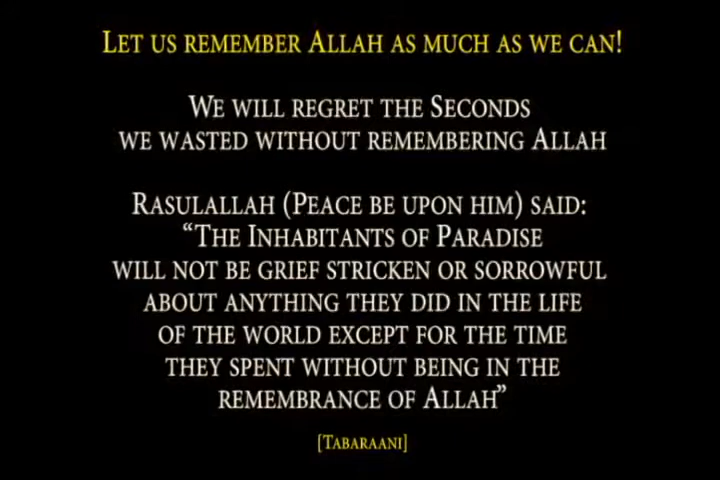 Let us remember Allah as much as we can!
We will regret the Seconds
we wasted without remembering Allah
Rasulallah (Peace be upon him) said:
“The Inhabitants of Paradise
will not be grief stricken or sorrowful
about anything they did in the life
of the world except for the time
they spent without being in the
remembrance of Allah”
[Tabaraani]